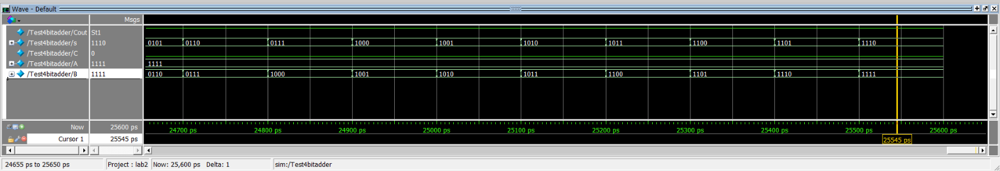 Wave - Default
Msgs
/Test4bitadder/Cout St1
/Test4bitadder/s 1110 0101 0110 0111 1000 1001 1010 1011 1100 1101 1110
/Test4bitadder/C 0
/Test4bitadder/A 1111 1111
/Test4bitadder/B 1111 0110 0111 1000 1001 1010 1011 1100 1101 1110 1111
Now 25600 ps 24700 ps 24800 ps 24900 ps 25000 ps 25100 ps 25200 ps 25300 ps 25400 ps 25500 ps 25600 ps
Cursor 1 25545 ps 25545 ps
24655 ps to 25650 ps Project : lab2 Now: 25,600 ps Delta: 1 sim:/Test4bitadder